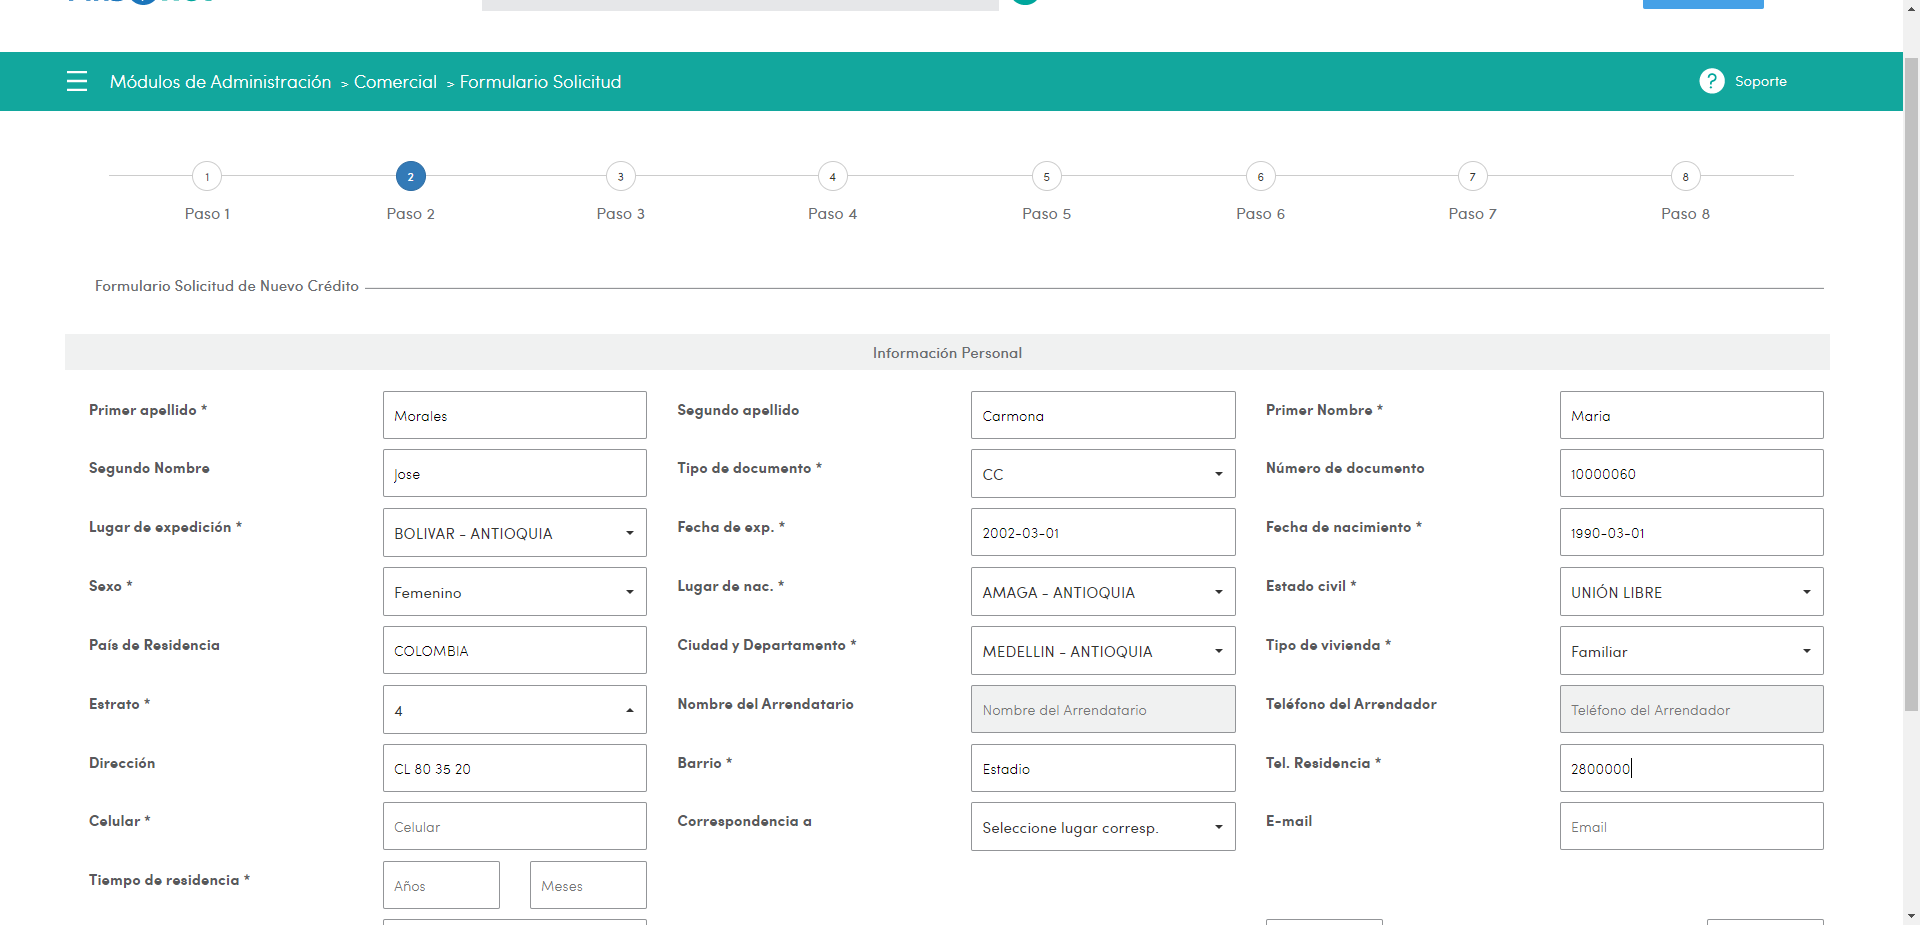 Módulos de Administración > Comercial > Formulario Solicitud
? Soporte
1 2 3 4 5 6 7 8
Paso 1 Paso 2 Paso 3 Paso 4 Paso 5 Paso 6 Paso 7 Paso 8
Formulario Solicitud de Nuevo Crédito
Información Personal
Primer apellido * Morales Segundo apellido Carmona Primer Nombre * Maria
Segundo Nombre Jose Tipo de documento * CC Número de documento 10000060
Lugar de expedición * BOLIVAR - ANTIOQUIA Fecha de exp. * 2002-03-01 Fecha de nacimiento * 1990-03-01
Sexo * Femenino Lugar de nac. * AMAGA - ANTIOQUIA Estado civil * UNIÓN LIBRE
País de Residencia COLOMBIA Ciudad y Departamento * MEDELLIN - ANTIOQUIA Tipo de vivienda * Familiar
Estrato * 4 Nombre del Arrendatario Nombre del Arrendatario Teléfono del Arrendador Teléfono del Arrendador
Dirección CL 80 35 20 Barrio * Estadio Tel. Residencia * 2800000
Celular * Celular Correspondencia a Seleccione lugar corresp. E-mail Email
Tiempo de residencia * Años Meses